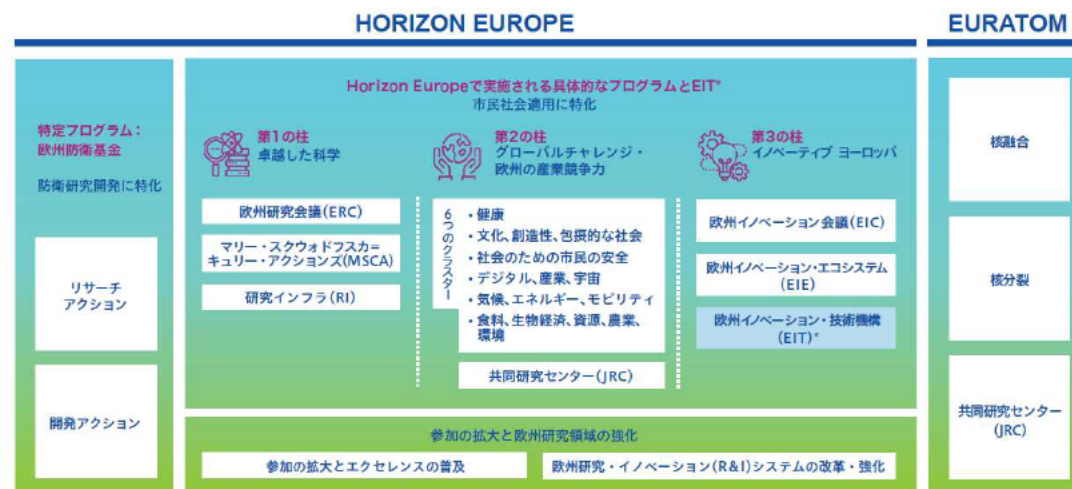 HORIZON EUROPE
EURATOM
特定プログラム：
欧州防衛基金
防衛研究開発に特化
リサーチ
アクション
開発アクション
Horizon Europeで実施される具体的なプログラムとEIT*
市民社会適用に特化
第1の柱
卓越した科学
欧州研究会議(ERC)
マリー・スクウォドフスカ＝
キュリー・アクションズ(MSCA)
研究インフラ(RI)
第2の柱
グローバルチャレンジ・
欧州の産業競争力
6つのクラスター
・健康
・文化、創造性、包摂的な社会
・社会のための市民の安全
・デジタル、産業、宇宙
・気候、エネルギー、モビリティ
・食料、生物経済、資源、農業、
環境
共同研究センター(JRC)
第3の柱
イノベーティブ ヨーロッパ
欧州イノベーション会議(EIC)
欧州イノベーション・エコシステム
(EIE)
欧州イノベーション・技術機構
(EIT)*
参加の拡大と欧州研究領域の強化
参加の拡大とエクセレンスの普及
欧州研究・イノベーション(R&I)システムの改革・強化
核融合
核分裂
共同研究センター
(JRC)